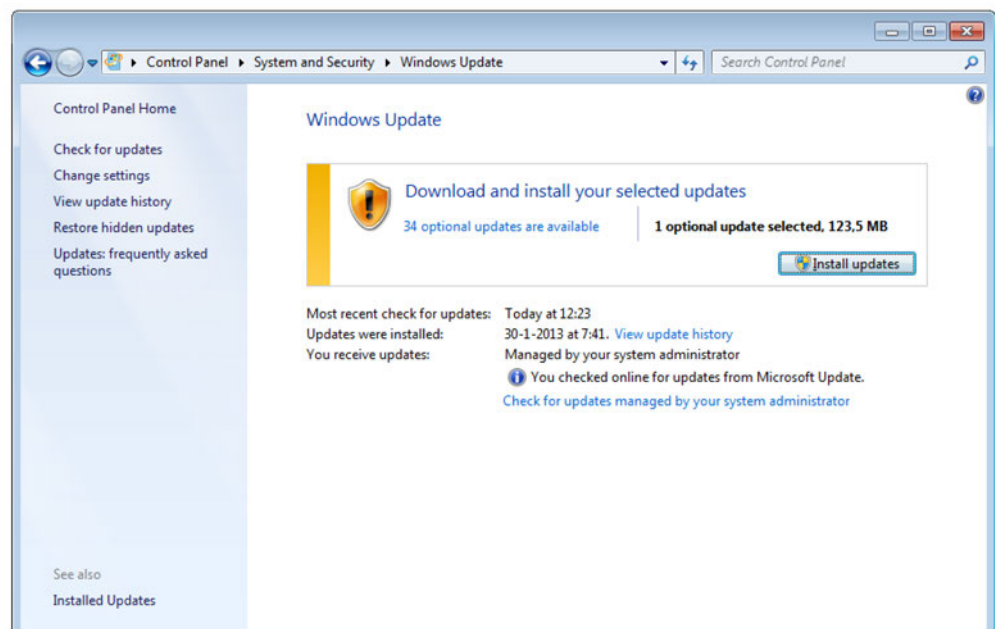 Control Panel ▸ System and Security ▸ Windows Update
Search Control Panel
Control Panel Home
Check for updates
Change settings
View update history
Restore hidden updates
Updates: frequently asked
questions
See also
Installed Updates
Windows Update
Download and install your selected updates
34 optional updates are available
1 optional update selected, 123,5 MB
Install updates
Most recent check for updates: Today at 12:23
Updates were installed: 30-1-2013 at 7:41. View update history
You receive updates: Managed by your system administrator
You checked online for updates from Microsoft Update.
Check for updates managed by your system administrator